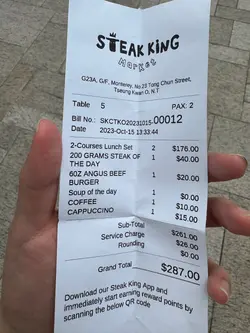 STEAK KING
Market
G23A, G/F, Monterey, No 23 Tong Chun Street,
Tseung Kwan O, N.T
Table 5 PAX: 2
Bill No.: SKCTKO20231015-00012
Date 2023-Oct-15 13:33:44
2-Courses Lunch Set 2 $176.00
200 GRAMS STEAK OF 1 $40.00
THE DAY
6OZ ANGUS BEEF 1 $20.00
BURGER
Soup of the day 1 $0.00
COFFEE 1 $10.00
CAPPUCCINO 1 $15.00
Sub-Total $261.00
Service Charge $26.00
Rounding $0.00
Grand Total $287.00
Download our Steak King App and
immediately start earning reward points by
scanning the below QR code